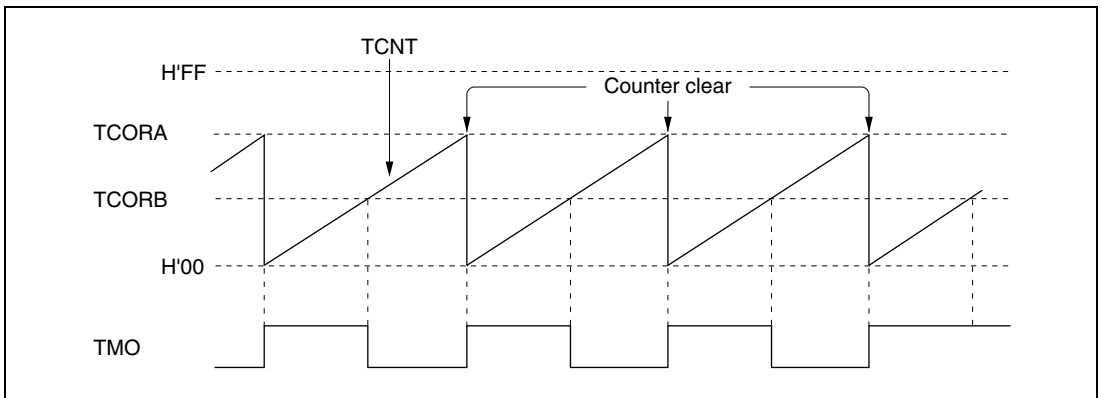 TCNT
H'FF
Counter clear
TCORA
TCORB
H'00
TMO